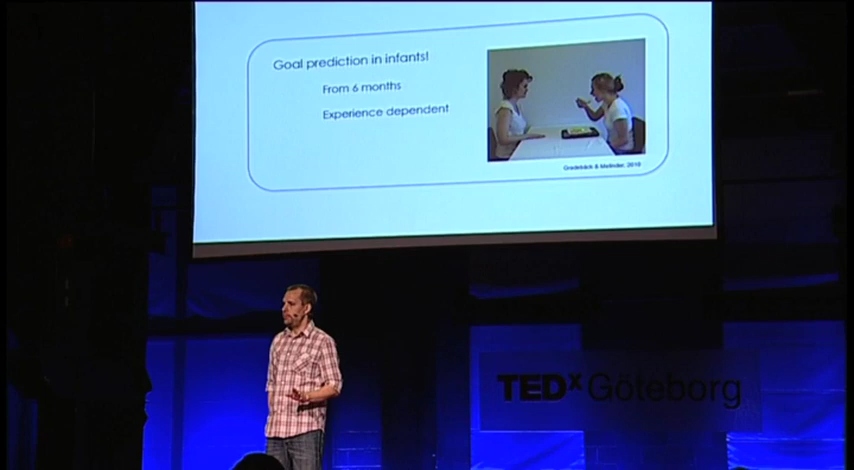 Goal prediction in infants!
From 6 months
Experience dependent
Gredebäck & Melinder, 2010
TEDx Göteborg